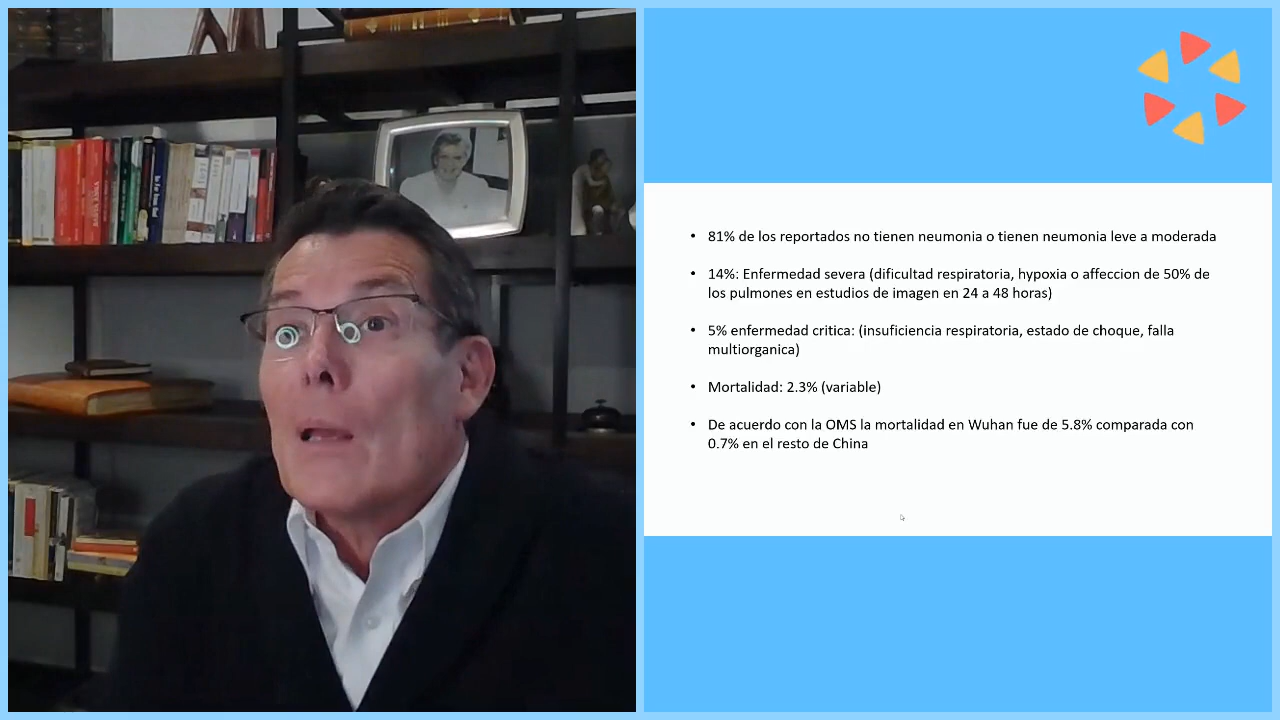 • 81% de los reportados no tienen neumonia o tienen neumonia leve a moderada
• 14%: Enfermedad severa (dificultad respiratoria, hypoxia o affeccion de 50% de
los pulmones en estudios de imagen en 24 a 48 horas)
• 5% enfermedad critica: (insuficiencia respiratoria, estado de choque, falla
multiorganica)
• Mortalidad: 2.3% (variable)
• De acuerdo con la OMS la mortalidad en Wuhan fue de 5.8% comparada con
0.7% en el resto de China